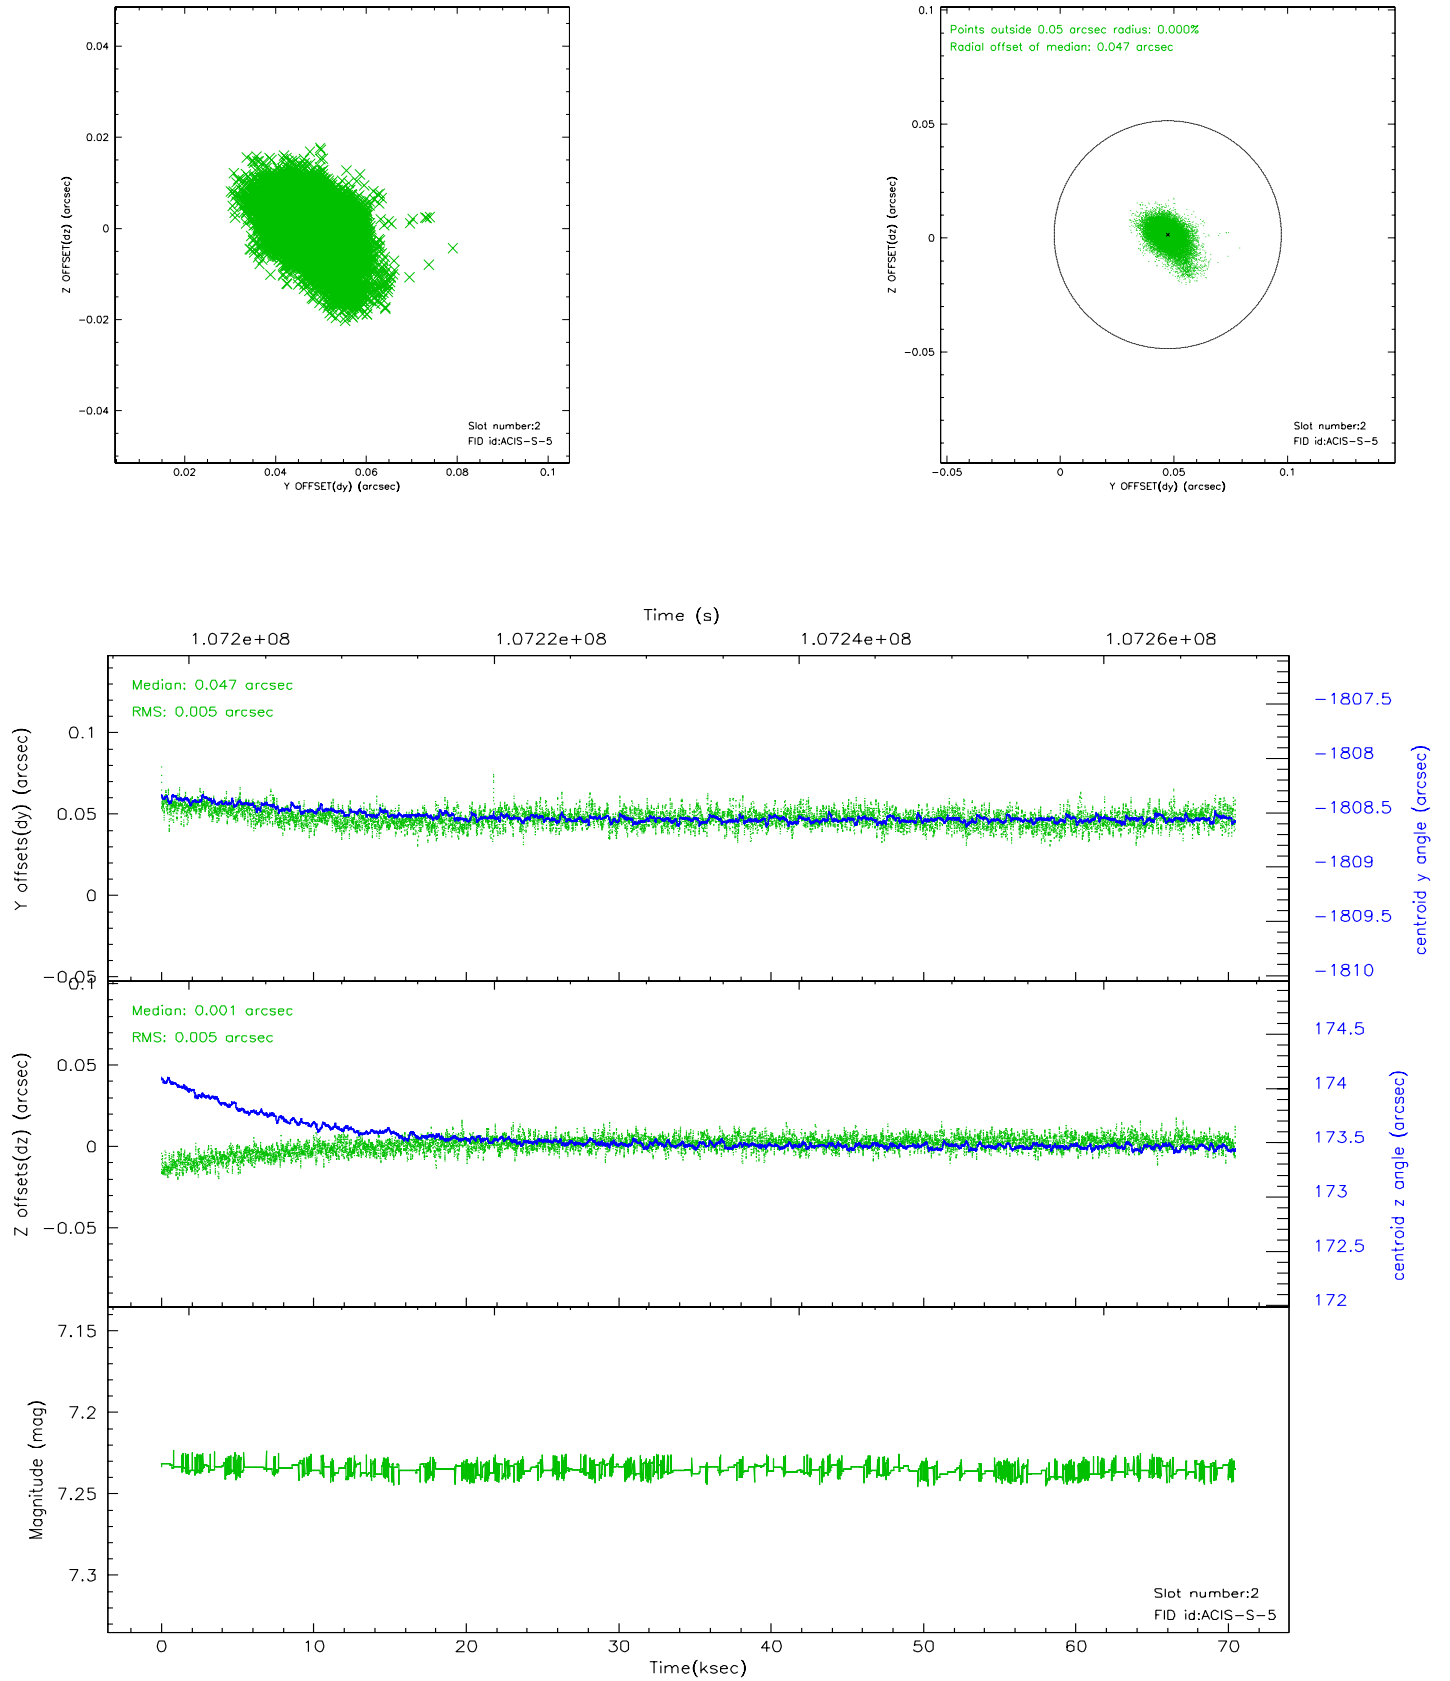 0.04
0.02
0
-0.02
-0.04
Z OFFSET(dz) (arcsec)
0.02
0.04
0.06
0.08
0.1
Y OFFSET(dy) (arcsec)
Slot number:2
FID id:ACIS-S-5
Points outside 0.05 arcsec radius: 0.000%
Radial offset of median: 0.047 arcsec
0.1
0.05
0
-0.05
Z OFFSET(dz) (arcsec)
-0.05
0
0.05
0.1
Y OFFSET(dy) (arcsec)
Slot number:2
FID id:ACIS-S-5
Time (s)
1.072e+08
1.0722e+08
1.0724e+08
1.0726e+08
Median: 0.047 arcsec
RMS: 0.005 arcsec
0.1
0.05
0
-0.05
Y offsets(dy) (arcsec)
-1807.5
-1808
-1808.5
-1809
-1809.5
-1810
centroid y angle (arcsec)
Median: 0.001 arcsec
RMS: 0.005 arcsec
0.1
0.05
0
-0.05
Z offsets(dz) (arcsec)
174.5
174
173.5
173
172.5
172
centroid z angle (arcsec)
7.15
7.2
7.25
7.3
Magnitude (mag)
Slot number:2
FID id:ACIS-S-5
0
10
20
30
40
50
60
70
Time(ksec)